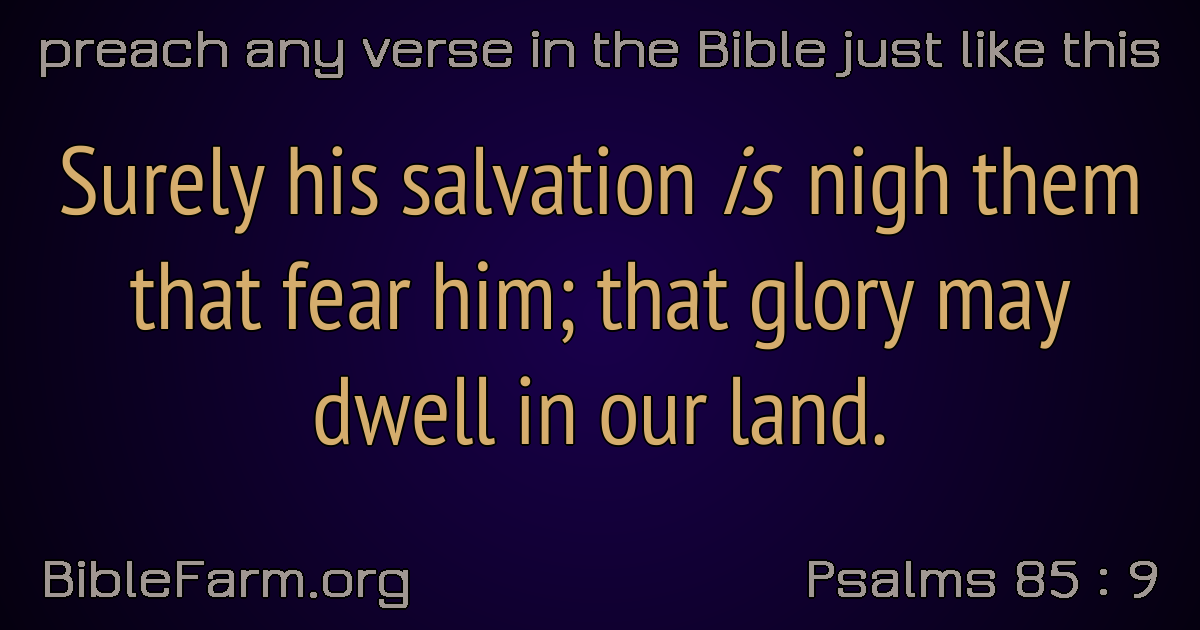 preach any verse in the Bible just like this
Surely his salvation is nigh them
that fear him; that glory may
dwell in our land.
BibleFarm.org
Psalms 85 : 9